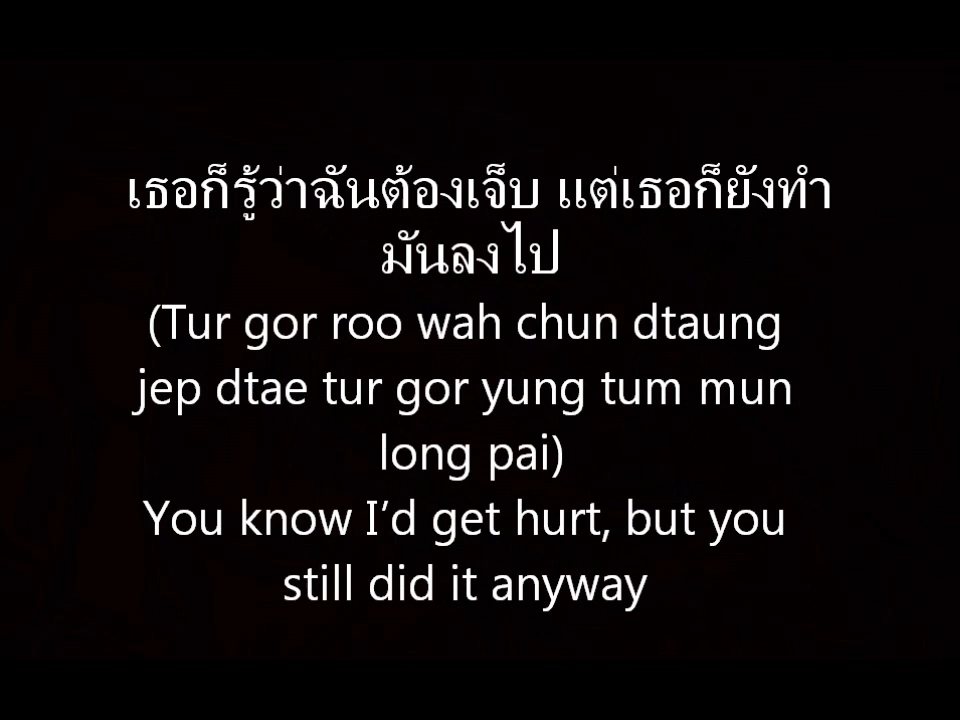 เธอก็รู้ว่าฉันต้องเจ็บ แต่เธอก็ยังทำ
มันลงไป
(Tur gor roo wah chun dtaung
jep dtae tur gor yung tum mun
long pai)
You know I’d get hurt, but you
still did it anyway